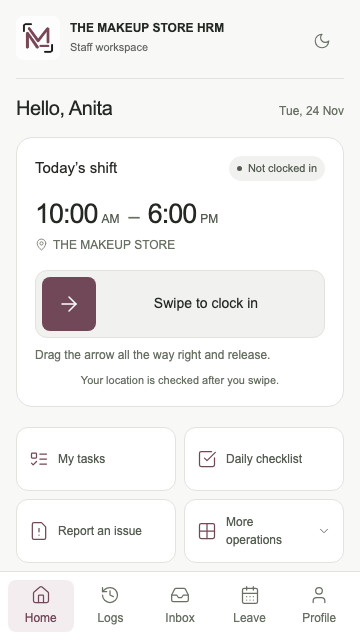 THE MAKEUP STORE HRM
Staff workspace
Hello, Anita
Tue, 24 Nov
Today's shift
Not clocked in
10:00 AM — 6:00 PM
THE MAKEUP STORE
Swipe to clock in
Drag the arrow all the way right and release.
Your location is checked after you swipe.
My tasks
Daily checklist
Report an issue
More
operations
Home
Logs
Inbox
Leave
Profile